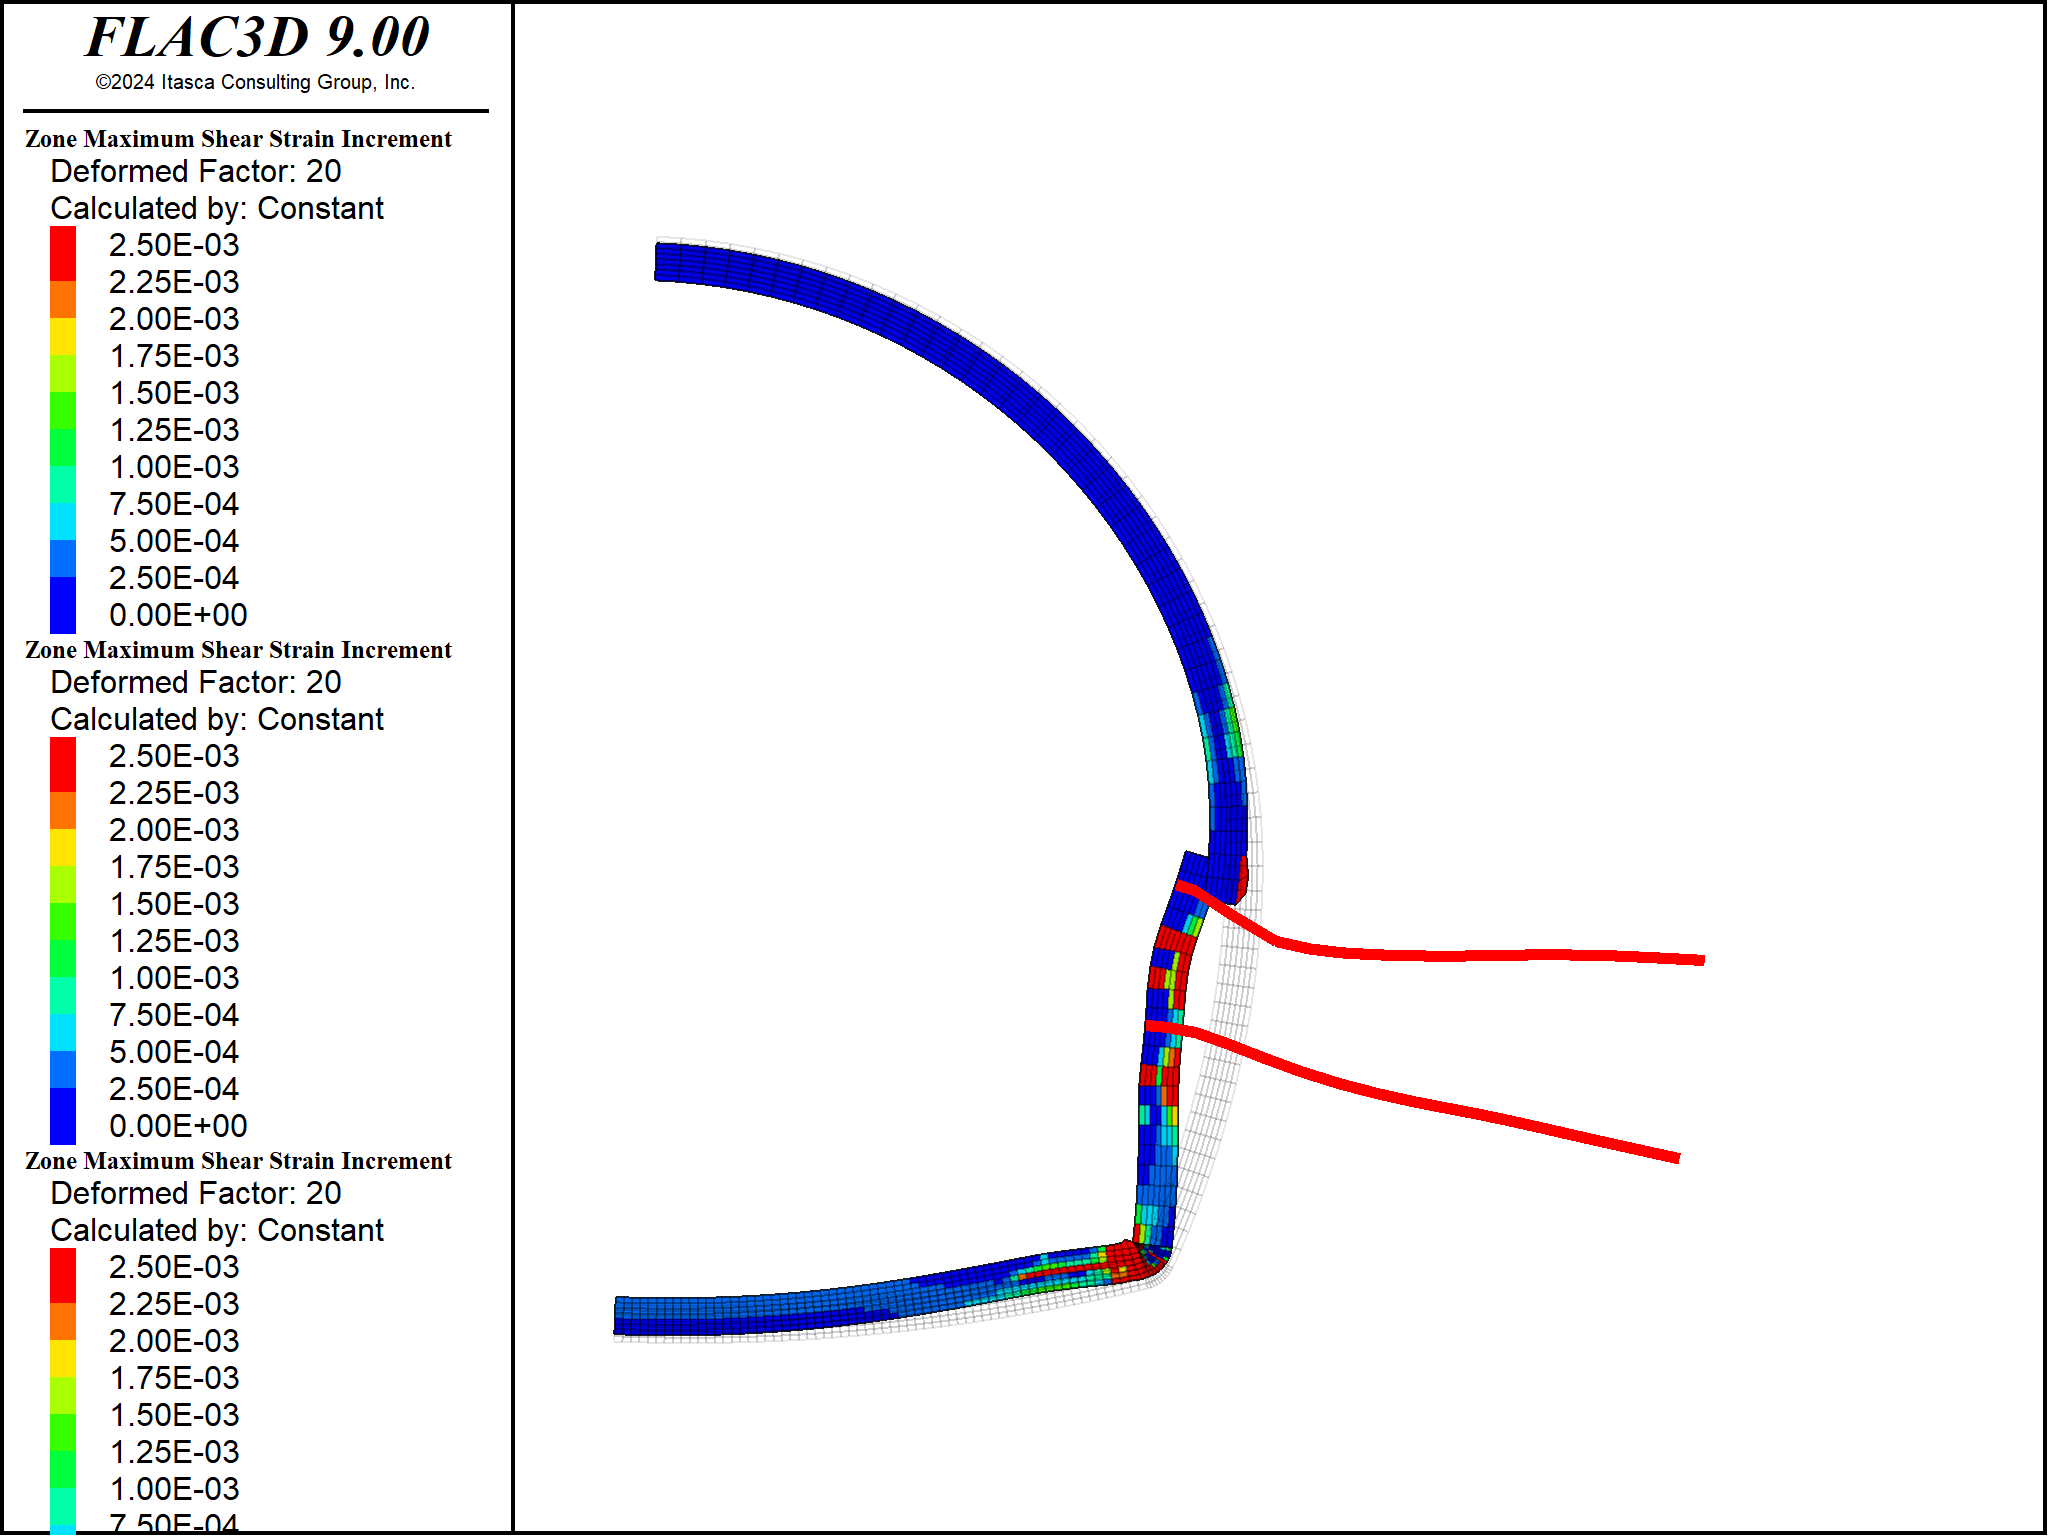 FLAC3D 9.00
©2024 Itasca Consulting Group, Inc.
Zone Maximum Shear Strain Increment
Deformed Factor: 20
Calculated by: Constant
2.50E-03
2.25E-03
2.00E-03
1.75E-03
1.50E-03
1.25E-03
1.00E-03
7.50E-04
5.00E-04
2.50E-04
0.00E+00
Zone Maximum Shear Strain Increment
Deformed Factor: 20
Calculated by: Constant
2.50E-03
2.25E-03
2.00E-03
1.75E-03
1.50E-03
1.25E-03
1.00E-03
7.50E-04
5.00E-04
2.50E-04
0.00E+00
Zone Maximum Shear Strain Increment
Deformed Factor: 20
Calculated by: Constant
2.50E-03
2.25E-03
2.00E-03
1.75E-03
1.50E-03
1.25E-03
1.00E-03
7.50E-04